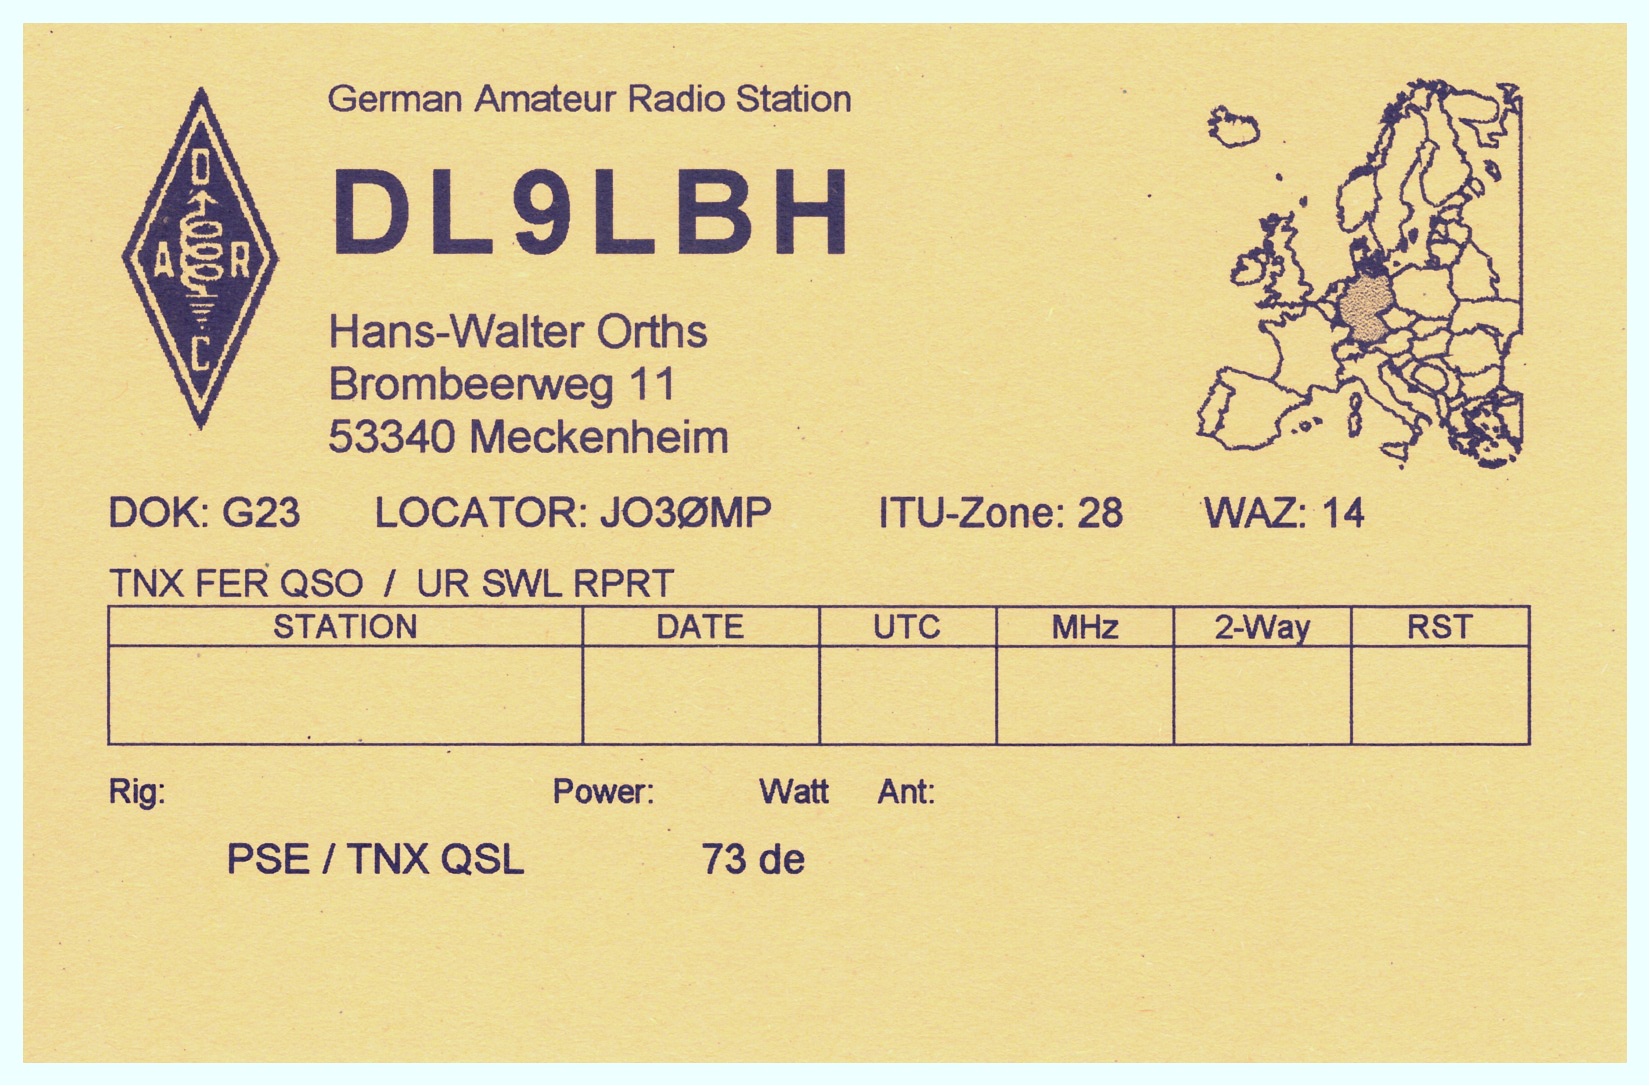 German Amateur Radio Station
DL9LBH
D
A R
C
Hans-Walter Orths
Brombeerweg 11
53340 Meckenheim
DOK: G23 LOCATOR: JO3ØMP ITU-Zone: 28 WAZ: 14
TNX FER QSO / UR SWL RPRT
STATION DATE UTC MHz 2-Way RST
Rig: Power: Watt Ant:
PSE / TNX QSL 73 de